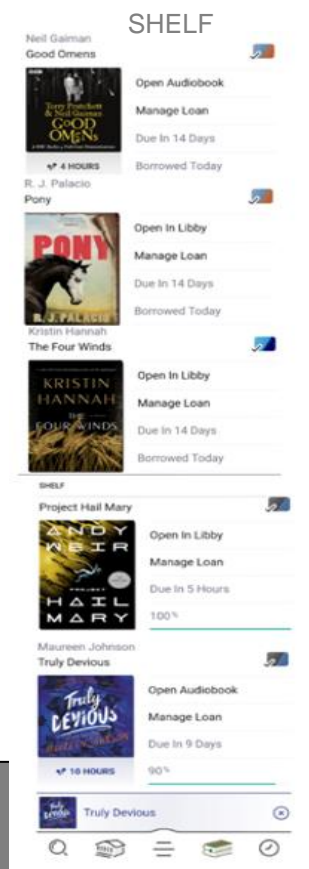 SHELF
Neil Gaiman
Good Omens
Terry Pratchett
& Neil Gaiman
GOOD
OMENS
Open Audiobook
Manage Loan
Due In 14 Days
4 HOURS
Borrowed Today
R. J. Palacio
Pony
PONY
R. J. PALACIO
Open In Libby
Manage Loan
Due In 14 Days
Borrowed Today
Kristin Hannah
The Four Winds
KRISTIN
HANNAH
THE
FOUR WINDS
Open In Libby
Manage Loan
Due In 14 Days
Borrowed Today
SHELF
Project Hail Mary
ANDY
WEIR
PROJECT
HAIL
MARY
Open In Libby
Manage Loan
Due In 5 Hours
100%
Maureen Johnson
Truly Devious
Truly
DEVIOUS
Open Audiobook
Manage Loan
Due In 9 Days
10 HOURS
90%
Truly Devious